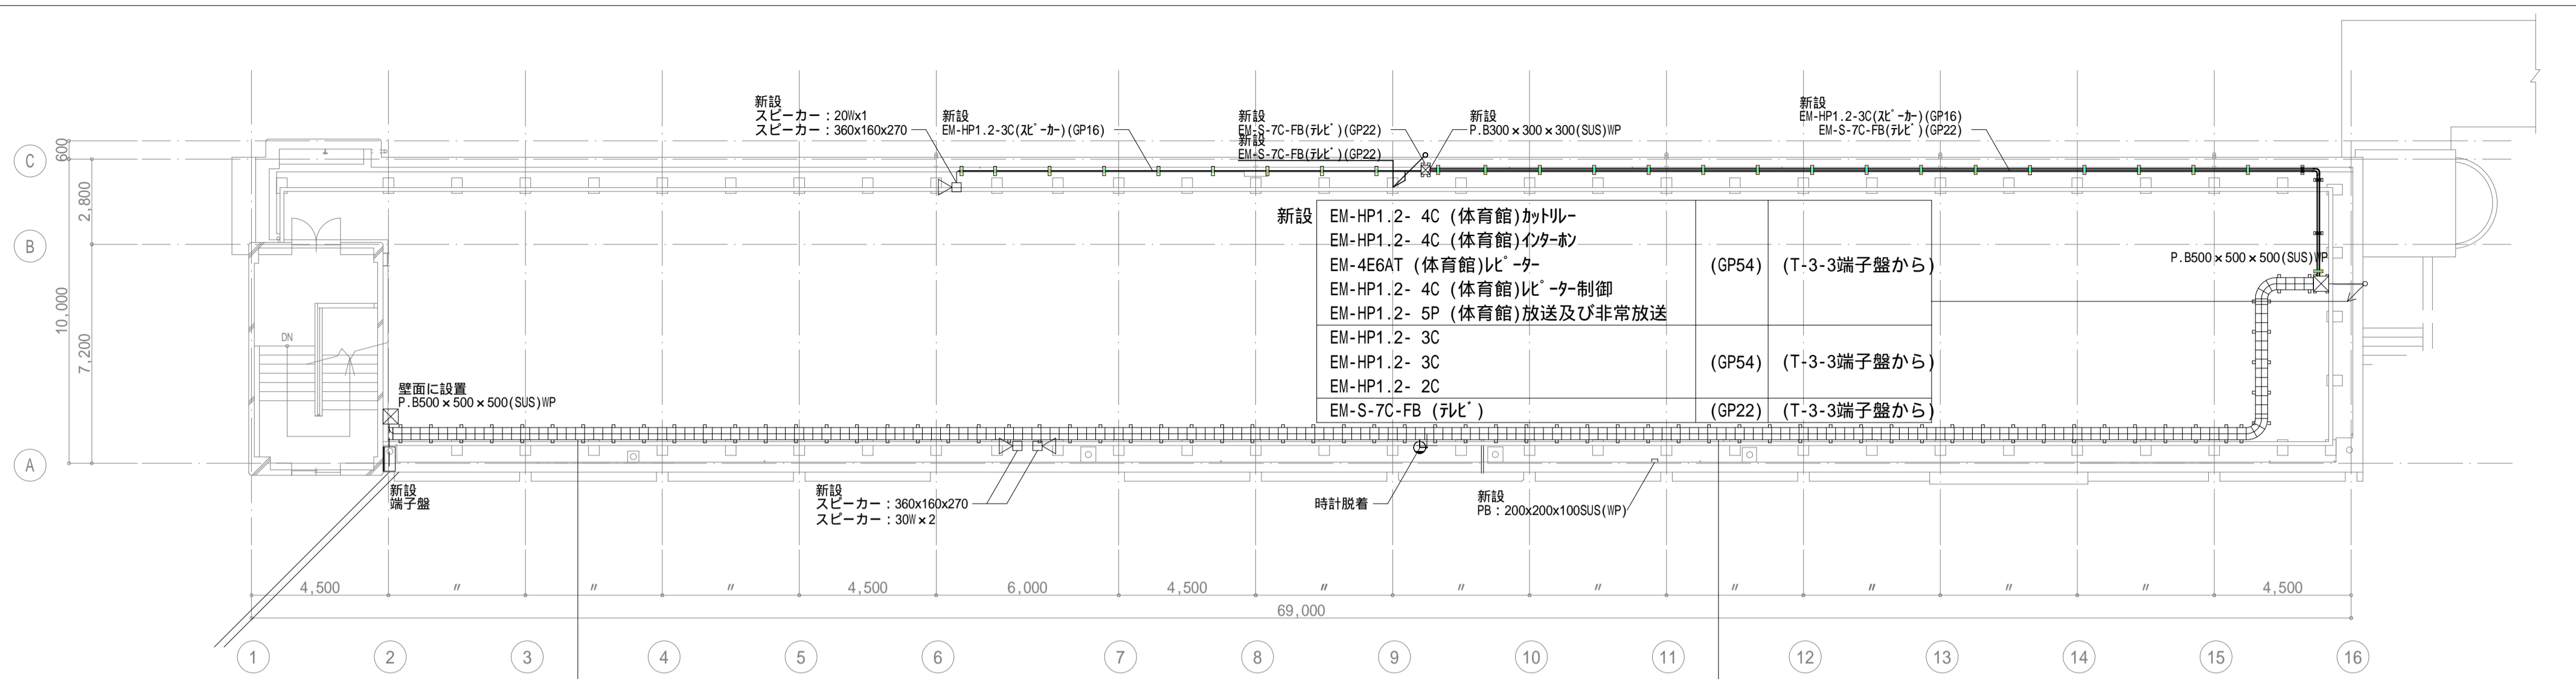 新設
スピーカー：20Wx1
スピーカー：360x160x270
新設
EM-HP1.2-3C(ｽﾋﾟｰｶｰ)(GP16)
新設
EM-S-7C-FB(ﾃﾚﾋﾞ)(GP22)
新設
EM-S-7C-FB(ﾃﾚﾋﾞ)(GP22)
新設
P.B300×300×300(SUS)WP
新設
EM-HP1.2-3C(ｽﾋﾟｰｶｰ)(GP16)
EM-S-7C-FB(ﾃﾚﾋﾞ)(GP22)
C
B
A
600
2,800
10,000
7,200
新設
EM-HP1.2- 4C (体育館)ｶｯﾄﾘﾚｰ
EM-HP1.2- 4C (体育館)ｲﾝﾀｰﾎﾝ
EM-4E6AT (体育館)ﾚﾋﾟｰﾀｰ (GP54) (T-3-3端子盤から)
EM-HP1.2- 4C (体育館)ﾚﾋﾟｰﾀｰ制御
EM-HP1.2- 5P (体育館)放送及び非常放送
EM-HP1.2- 3C
EM-HP1.2- 3C (GP54) (T-3-3端子盤から)
EM-HP1.2- 2C
EM-S-7C-FB (ﾃﾚﾋﾞ) (GP22) (T-3-3端子盤から)
P.B500×500×500(SUS)WP
DN
壁面に設置
P.B500×500×500(SUS)WP
新設
端子盤
新設
スピーカー：360x160x270
スピーカー：30W×2
時計脱着
新設
PB：200x200x100SUS(WP)
4,500 〃 〃 〃 4,500 6,000 4,500 〃 〃 〃 〃 〃 〃 〃 4,500
69,000
1 2 3 4 5 6 7 8 9 10 11 12 13 14 15 16